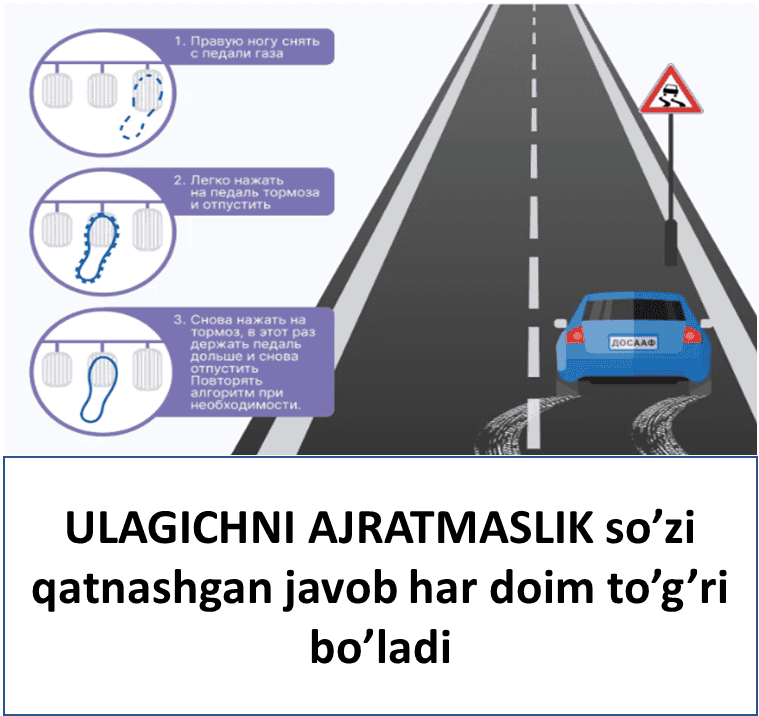 1. Правую ногу снять
с педали газа
2. Легко нажать
на педаль тормоза
и отпустить
3. Снова нажать на
тормоз, в этот раз
держать педаль
дольше и снова
отпустить
Повторять
алгоритм при
необходимости.
ДОСААФ
ULAGICHNI AJRATMASLIK so’zi
qatnashgan javob har doim to’g’ri
bo’ladi